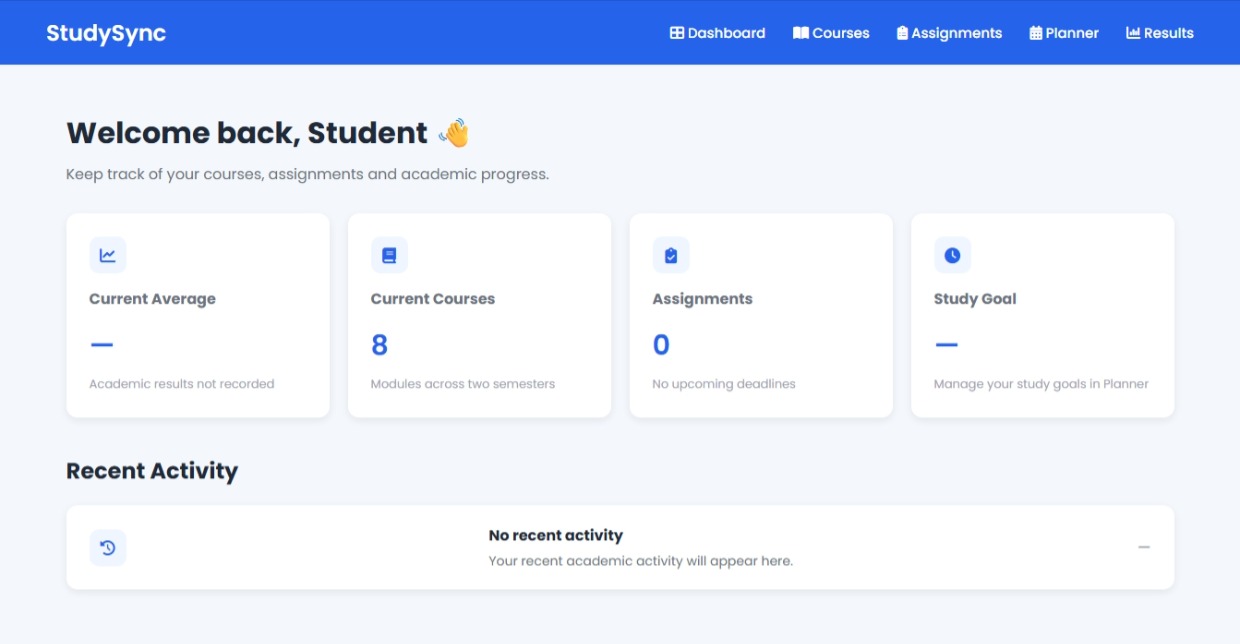 StudySync
Dashboard
Courses
Assignments
Planner
Results
Welcome back, Student 👋
Keep track of your courses, assignments and academic progress.
Current Average
—
Academic results not recorded
Current Courses
8
Modules across two semesters
Assignments
0
No upcoming deadlines
Study Goal
—
Manage your study goals in Planner
Recent Activity
No recent activity
Your recent academic activity will appear here.
—